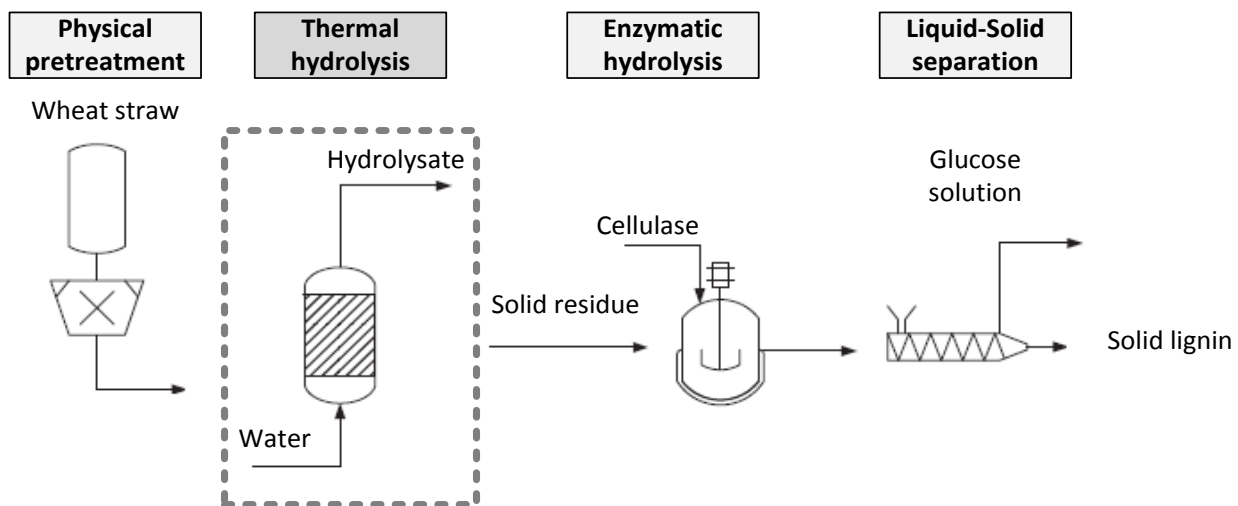 Physical
pretreatment
Thermal
hydrolysis
Enzymatic
hydrolysis
Liquid-Solid
separation
Wheat straw
Hydrolysate
Water
Solid residue
Cellulase
Glucose
solution
Solid lignin